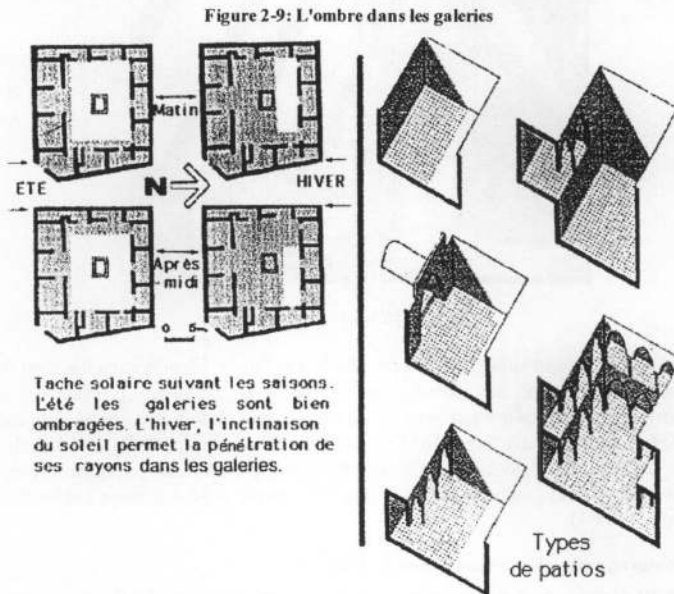 Figure 2-9: L'ombre dans les galeries
Matin
ETE
N
HIVER
Après
-midi
0 5
Tache solaire suivant les saisons.
L'été les galeries sont bien
ombragées. L'hiver, l'inclinaison
du soleil permet la pénétration de
ses rayons dans les galeries.
Types
de patios